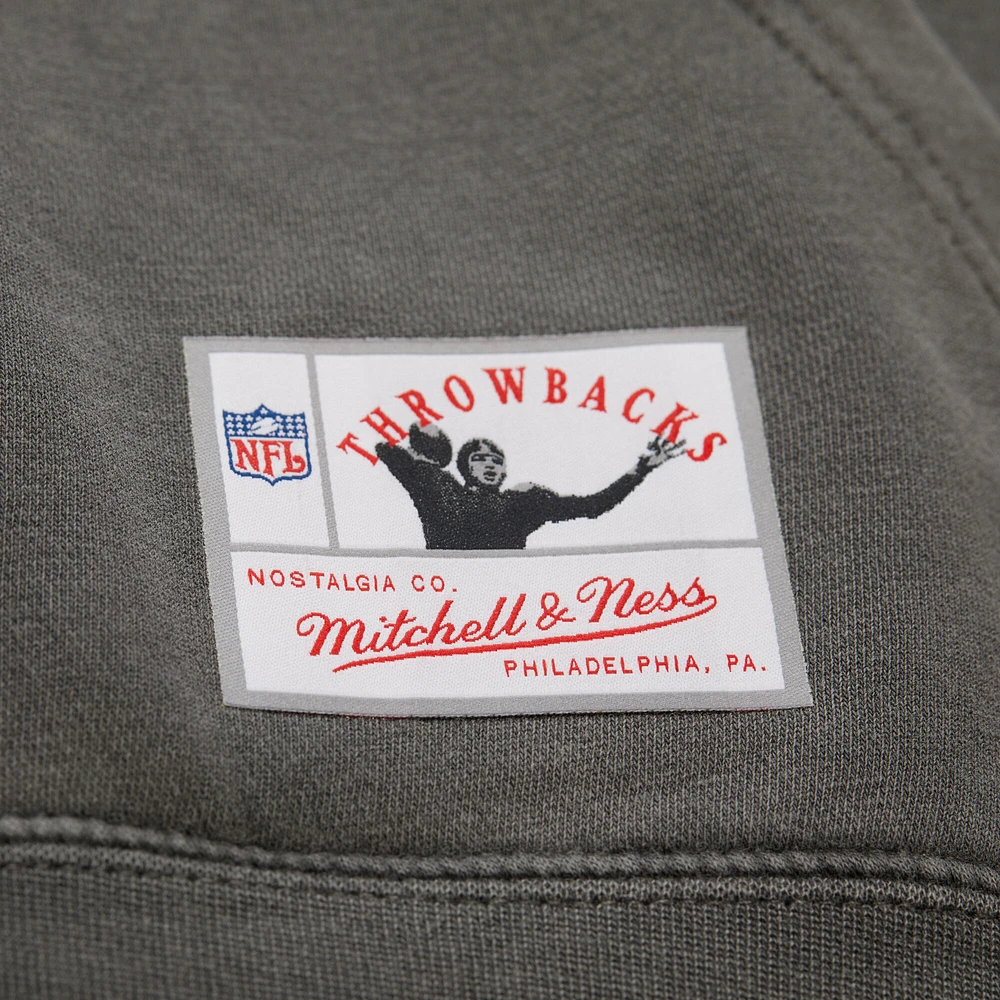 NFL
THROWBACKS
NOSTALGIA CO.
Mitchell & Ness
PHILADELPHIA, PA.